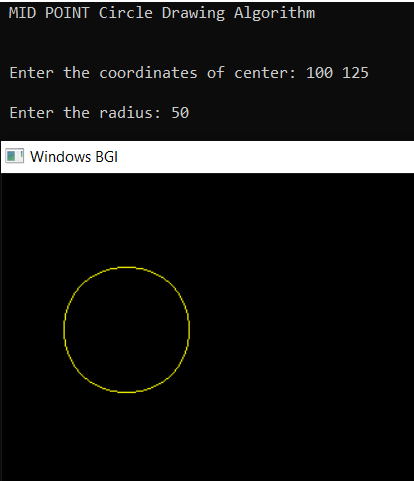 MID POINT Circle Drawing Algorithm
Enter the coordinates of center: 100 125
Enter the radius: 50
Windows BGI